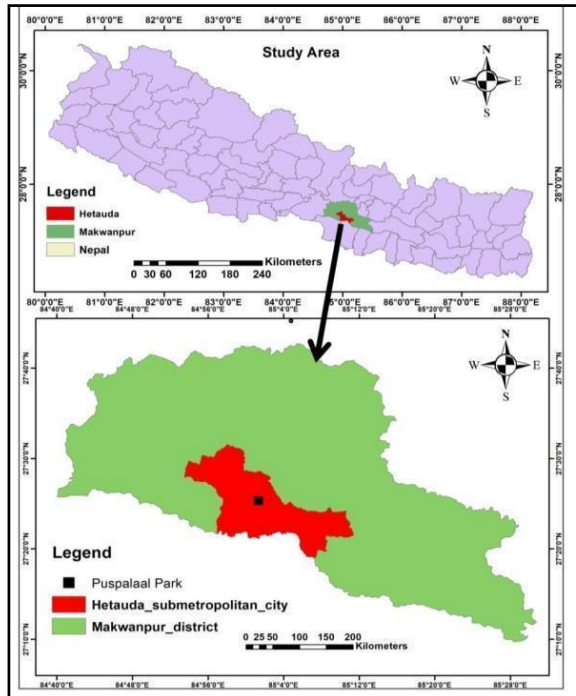 Study Area
N
W E
S
30°0'0"N
30°0'0"N
28°0'0"N
28°0'0"N
Legend
Hetauda
Makwanpur
Nepal
Kilometers
0 30 60 120 180 240
80°0'0"E 81°0'0"E 82°0'0"E 83°0'0"E 84°0'0"E 85°0'0"E 86°0'0"E 87°0'0"E 88°0'0"E
80°0'0"E 81°0'0"E 82°0'0"E 83°0'0"E 84°0'0"E 85°0'0"E 86°0'0"E 87°0'0"E 88°0'0"E
84°40'0"E 84°48'0"E 84°56'0"E 85°4'0"E 85°12'0"E 85°20'0"E 85°28'0"E
N
W E
S
27°40'0"N
27°40'0"N
27°30'0"N
27°30'0"N
27°20'0"N
27°20'0"N
27°10'0"N
27°10'0"N
Legend
Puspalaal Park
Hetauda_submetropolitan_city
Makwanpur_district
0 25 50 100 150 200
Kilometers
84°40'0"E 84°48'0"E 84°56'0"E 85°4'0"E 85°12'0"E 85°20'0"E 85°28'0"E